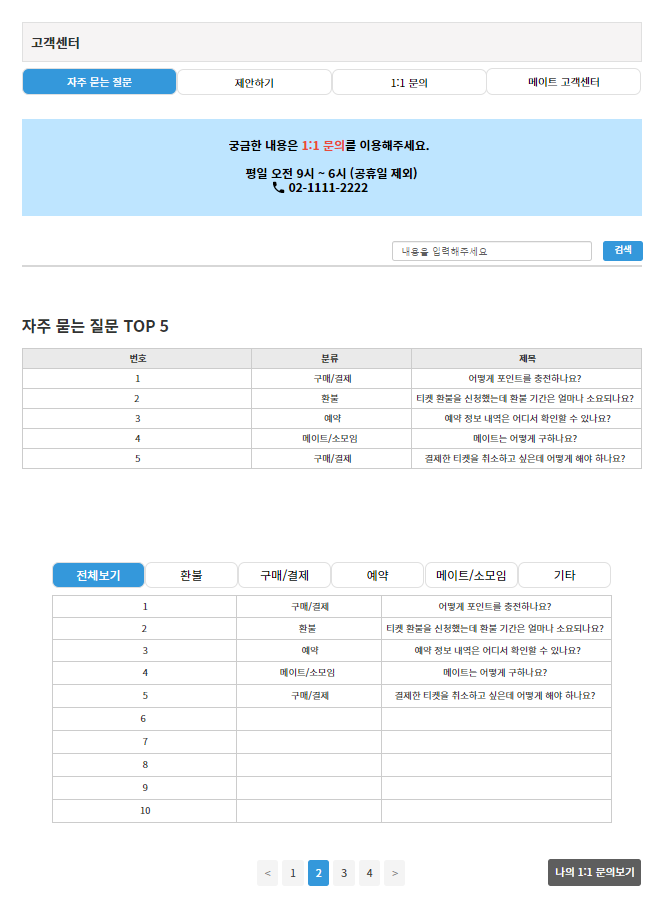 고객센터
자주 묻는 질문 제안하기 1:1 문의 메이트 고객센터
궁금한 내용은 1:1 문의를 이용해주세요.
평일 오전 9시 ~ 6시 (공휴일 제외)
02-1111-2222
내용을 입력해주세요 검색
자주 묻는 질문 TOP 5
번호 분류 제목
1 구매/결제 어떻게 포인트를 충전하나요?
2 환불 티켓 환불을 신청했는데 환불 기간은 얼마나 소요되나요?
3 예약 예약 정보 내역은 어디서 확인할 수 있나요?
4 메이트/소모임 메이트는 어떻게 구하나요?
5 구매/결제 결제한 티켓을 취소하고 싶은데 어떻게 해야 하나요?
전체보기 환불 구매/결제 예약 메이트/소모임 기타
1 구매/결제 어떻게 포인트를 충전하나요?
2 환불 티켓 환불을 신청했는데 환불 기간은 얼마나 소요되나요?
3 예약 예약 정보 내역은 어디서 확인할 수 있나요?
4 메이트/소모임 메이트는 어떻게 구하나요?
5 구매/결제 결제한 티켓을 취소하고 싶은데 어떻게 해야 하나요?
6
7
8
9
10
< 1 2 3 4 > 나의 1:1 문의보기